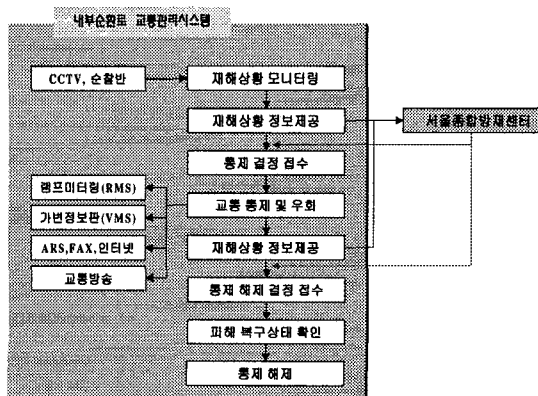 내부순환로 교통관리시스템
CCTV, 순찰반
재해상황 모니터링
재해상황 정보제공
서울종합방재센터
통제 결정 접수
램프미터링(RMS)
교통 통제 및 우회
가변정보판(VMS)
ARS,FAX,인터넷
재해상황 정보제공
교통방송
통제 해제 결정 접수
피해 복구상태 확인
통제 해제